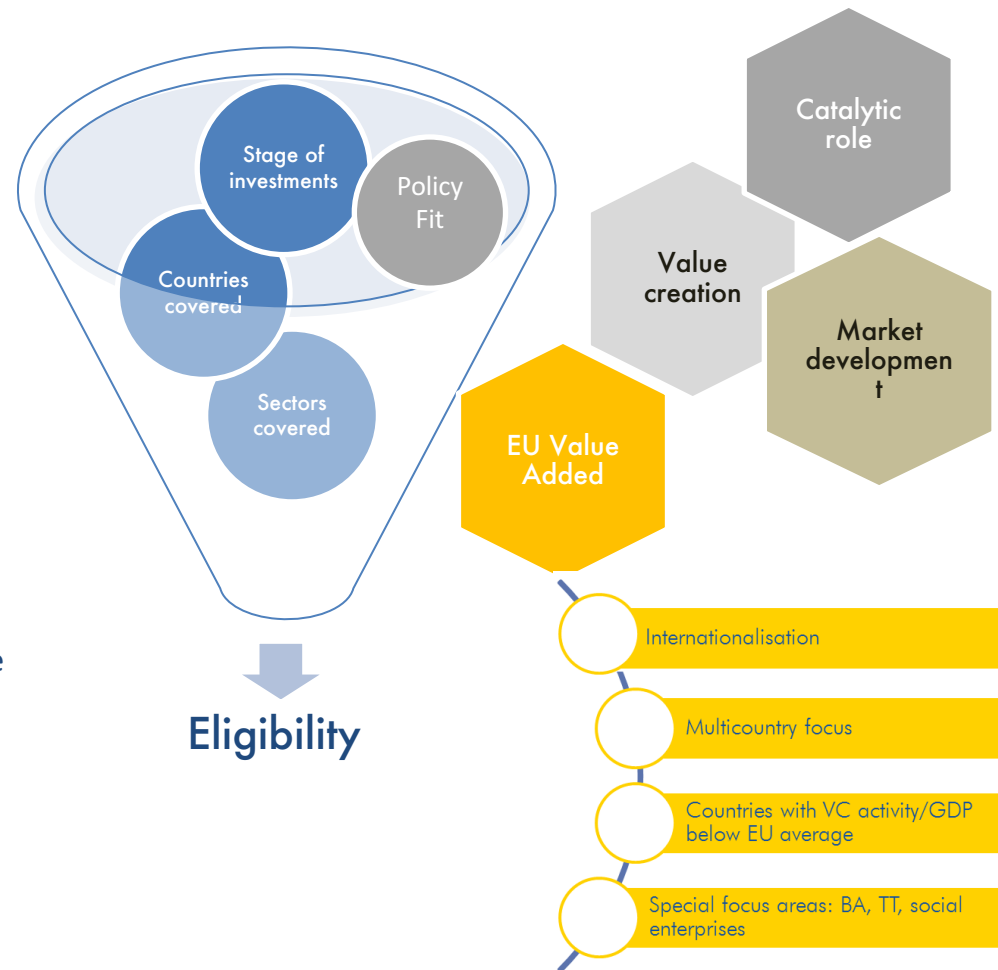 Stage of
investments
Policy
Fit
Countries
covered
Sectors
covered
e
Eligibility
Catalytic
role
Value
creation
Market
developmen
t
EU Value
Added
Internationalisation
Multicountry focus
Countries with VC activity/GDP
below EU average
Special focus areas: BA, TT, social
enterprises